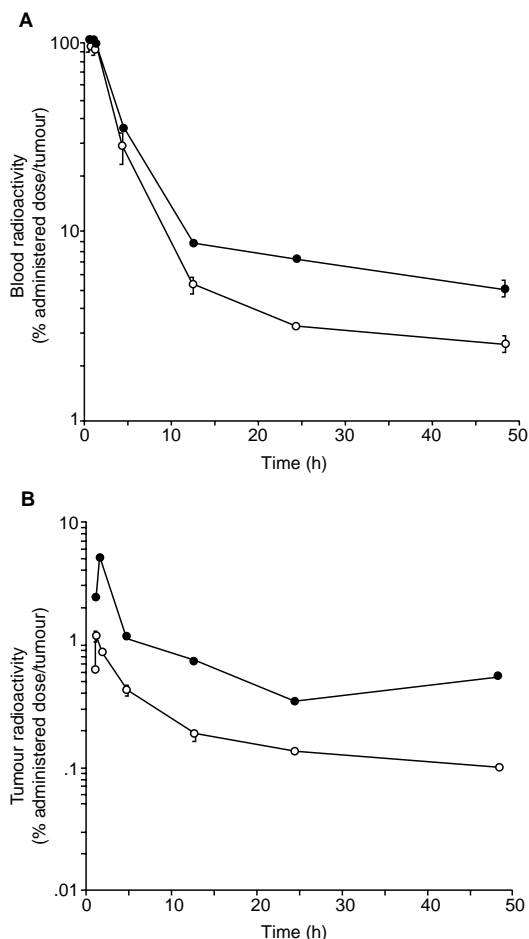 A
Blood radioactivity
(% administered dose/tumour)
100
10
1
0
10
20
30
40
50
Time (h)
B
Tumour radioactivity
(% administered dose/tumour)
10
1
.1
.01
0
10
20
30
40
50
Time (h)